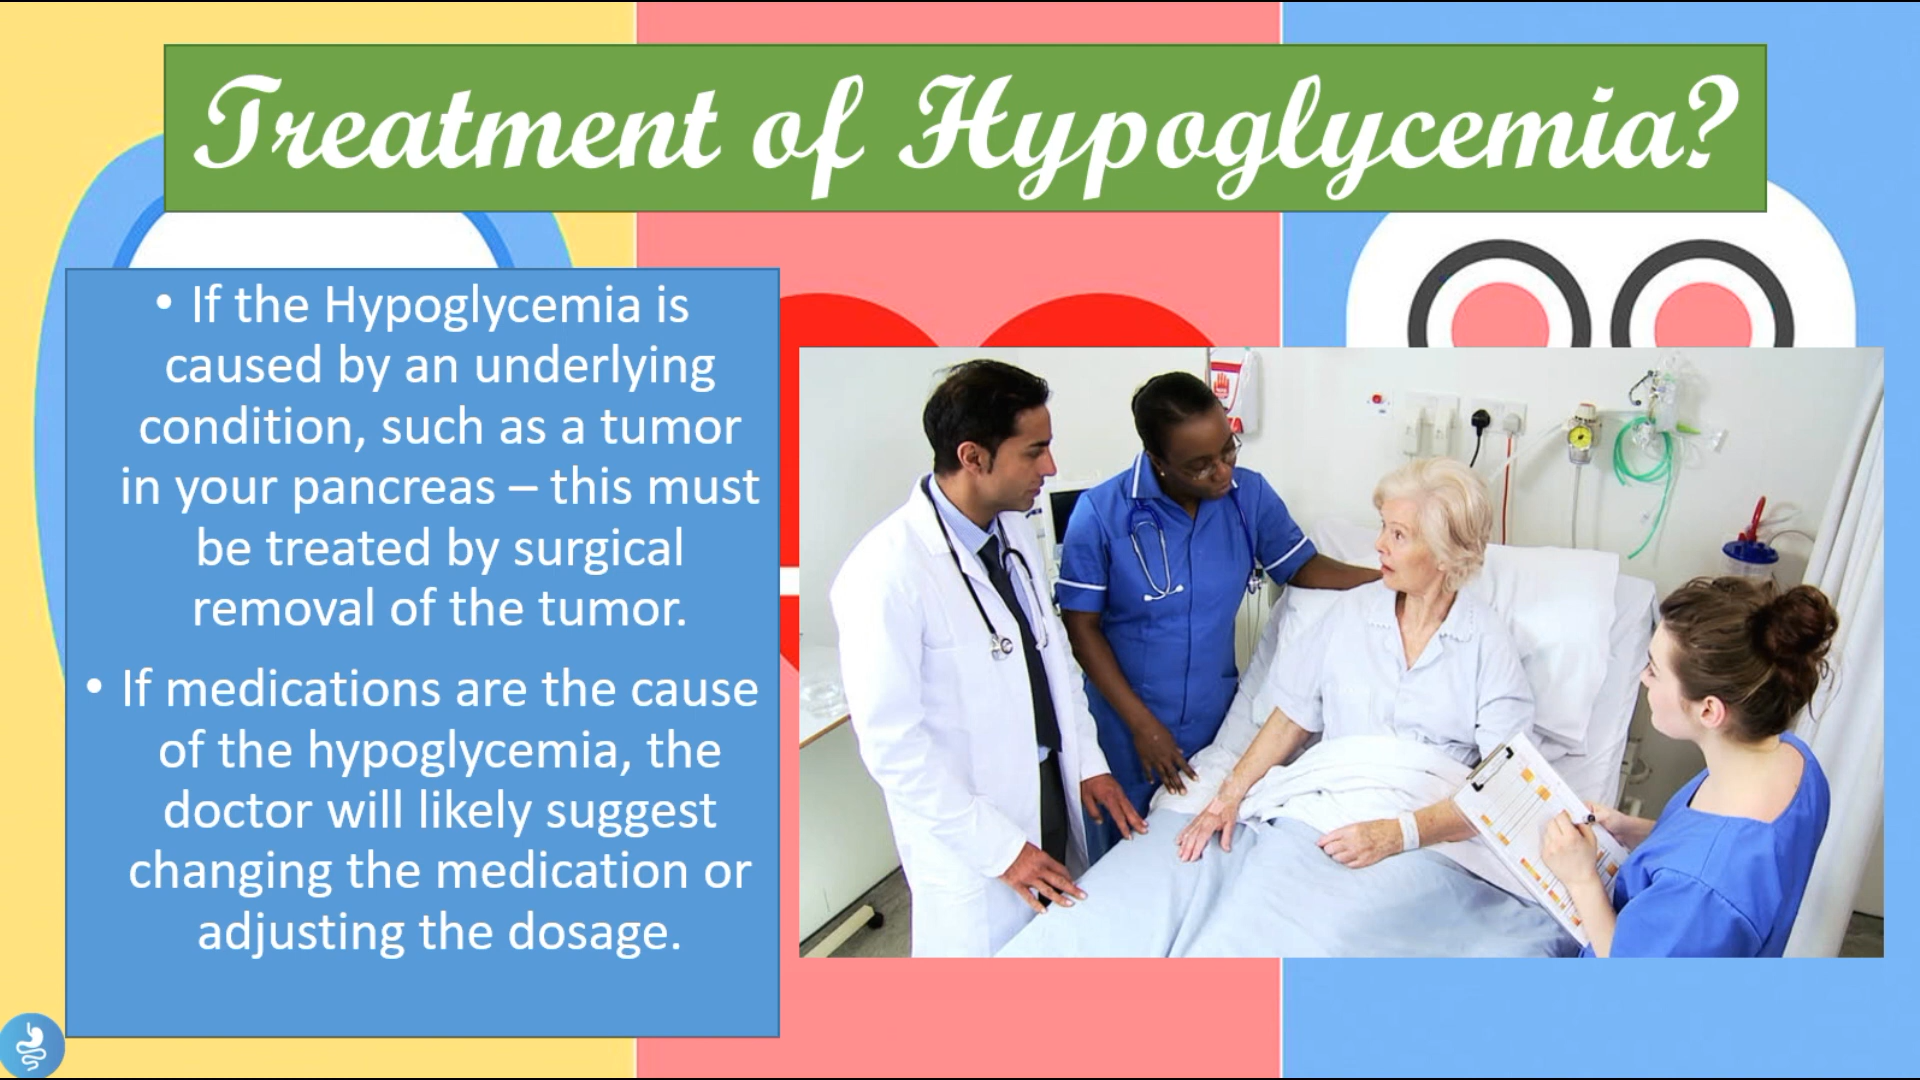 Treatment of Hypoglycemia?
• If the Hypoglycemia is
caused by an underlying
condition, such as a tumor
in your pancreas – this must
be treated by surgical
removal of the tumor.
• If medications are the cause
of the hypoglycemia, the
doctor will likely suggest
changing the medication or
adjusting the dosage.